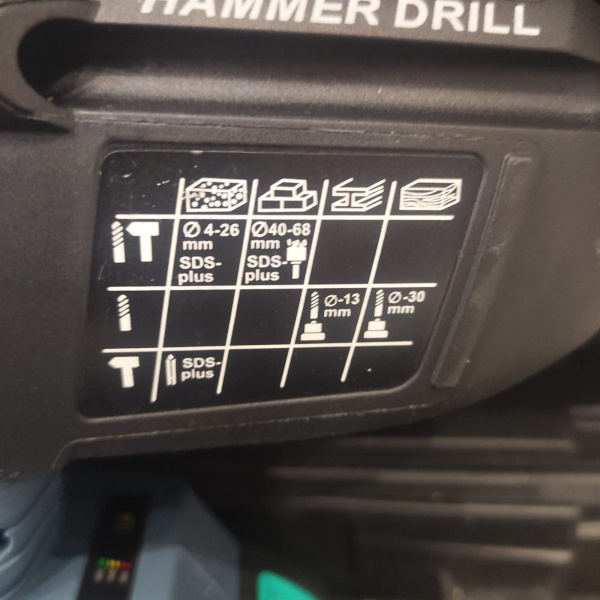 HAMMER DRILL
Ø 4-26
mm
SDS-
plus
Ø40-68
mm
SDS-
plus
Ø-13
mm
Ø-30
mm
SDS-
plus